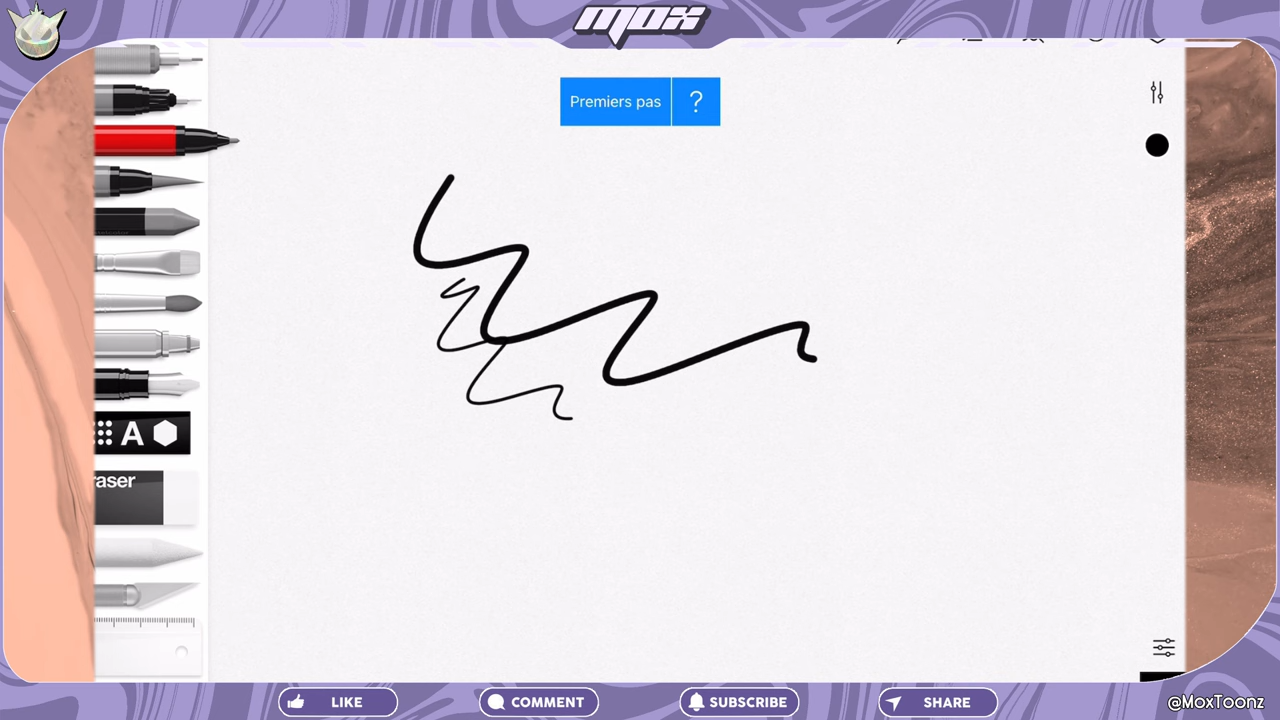 MOX
Premiers pas ?
A
raser
LIKE COMMENT SUBSCRIBE SHARE
@MoxToonz